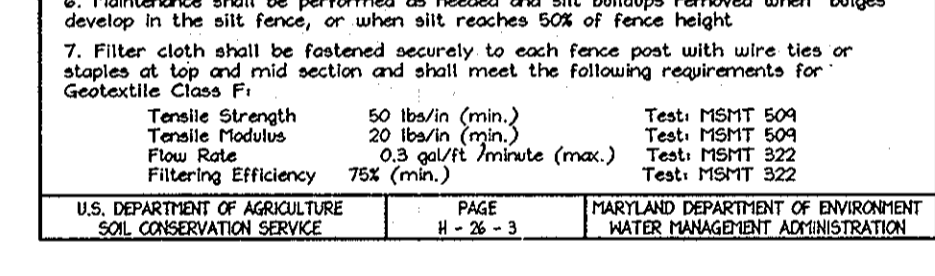 6. Maintenance shall be performed as needed and silt buildups removed when "bulges"
develop in the silt fence, or when silt reaches 50% of fence height
7. Filter cloth shall be fastened securely to each fence post with wire ties or
staples at top and mid section and shall meet the following requirements for
Geotextile Class F:
Tensile Strength 50 lbs/in (min.) Test: MSMT 509
Tensile Modulus 20 lbs/in (min.) Test: MSMT 509
Flow Rate 0.3 gal/ft /minute (max.) Test: MSMT 322
Filtering Efficiency 75% (min.) Test: MSMT 322
U.S. DEPARTMENT OF AGRICULTURE PAGE MARYLAND DEPARTMENT OF ENVIRONMENT
SOIL CONSERVATION SERVICE H - 26 - 3 WATER MANAGEMENT ADMINISTRATION